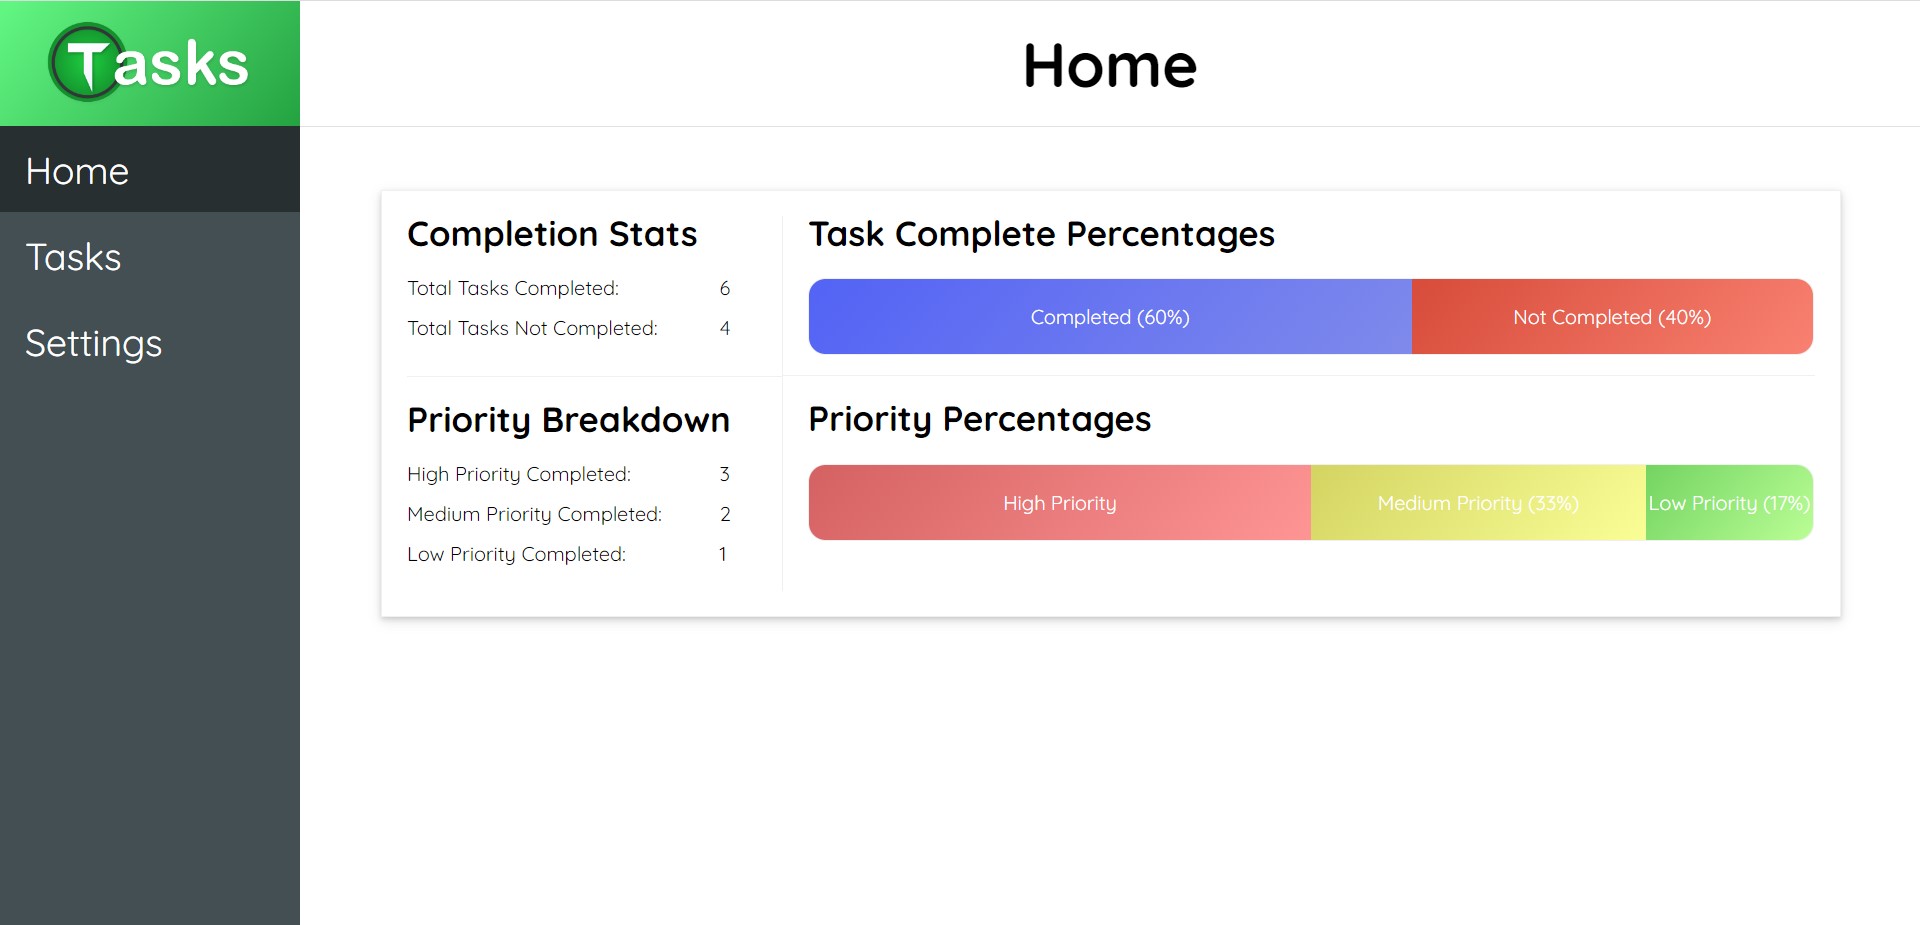 Tasks
Home
Tasks
Settings
Home
Completion Stats
Total Tasks Completed: 6
Total Tasks Not Completed: 4
Priority Breakdown
High Priority Completed: 3
Medium Priority Completed: 2
Low Priority Completed: 1
Task Complete Percentages
Completed (60%) Not Completed (40%)
Priority Percentages
High Priority Medium Priority (33%) Low Priority (17%)